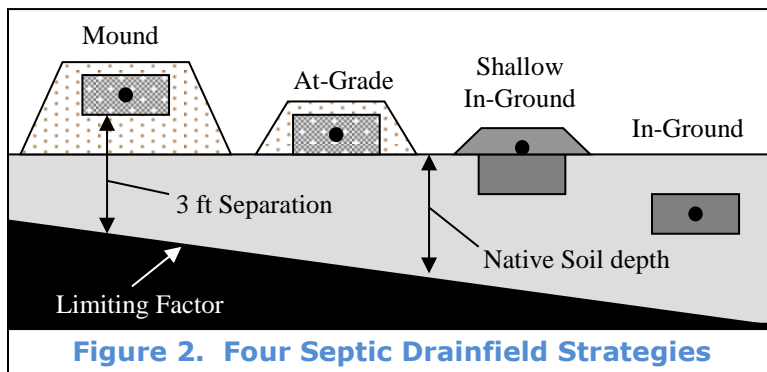 Mound
At-Grade
Shallow
In-Ground
In-Ground
3 ft Separation
Native Soil depth
Limiting Factor
Figure 2. Four Septic Drainfield Strategies